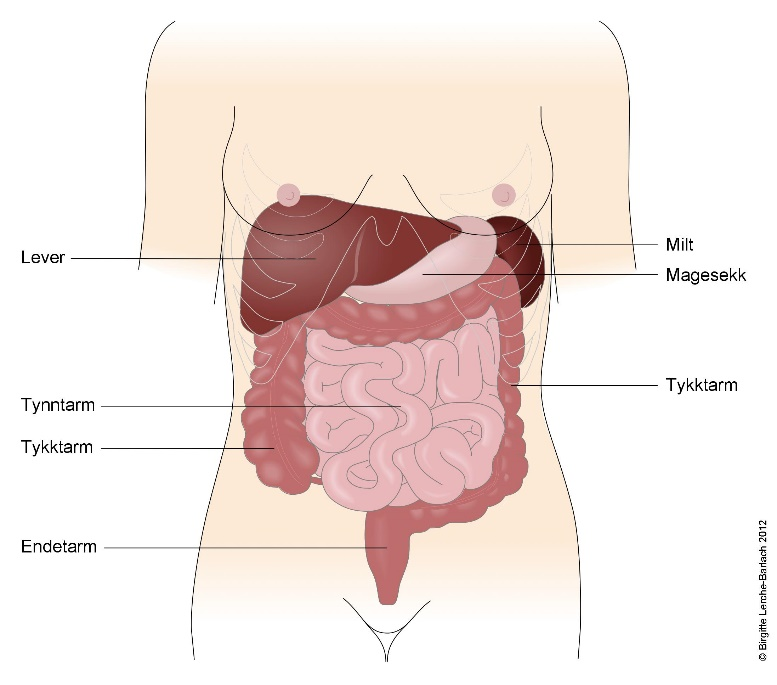 Lever
Milt
Magesekk
Tykktarm
Tynntarm
Tykktarm
Endetarm
© Birgitte Lerche-Barlach 2012